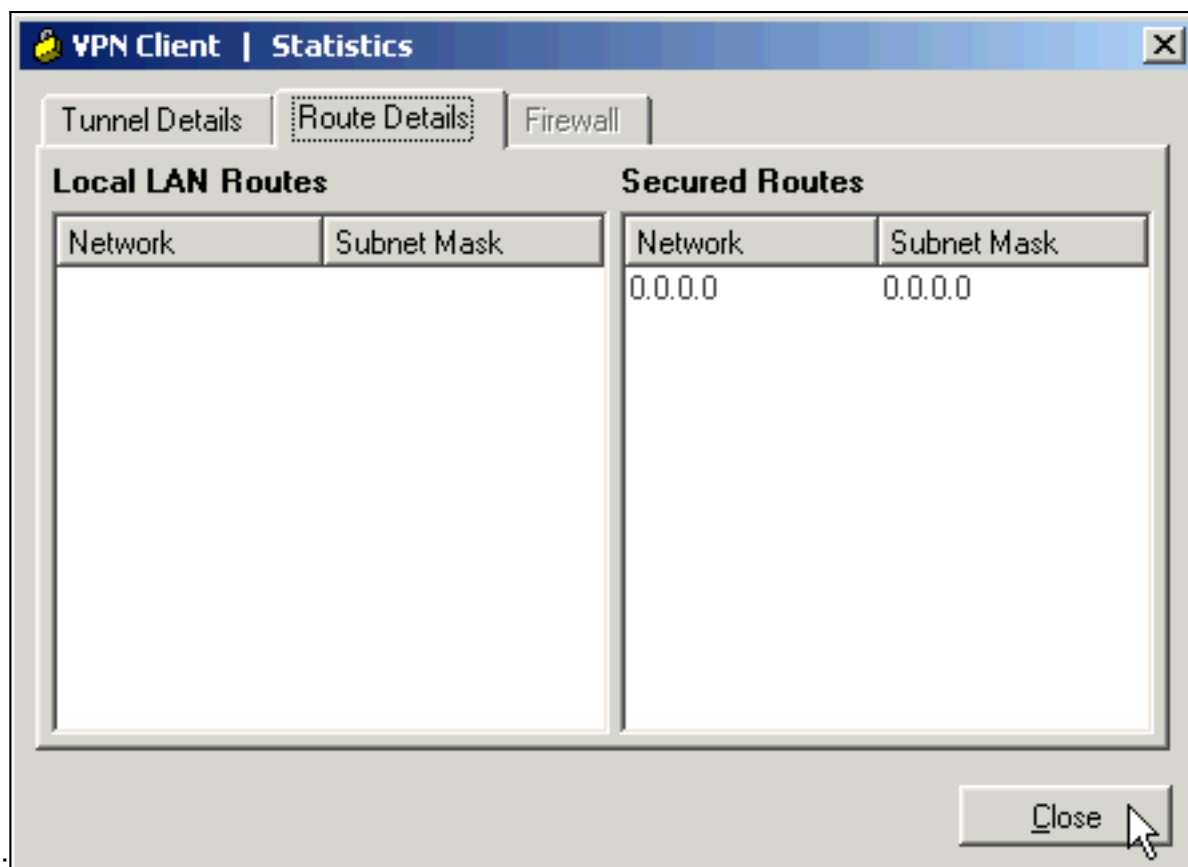 VPN Client | Statistics
Tunnel Details Route Details Firewall
Local LAN Routes Secured Routes
Network Subnet Mask Network Subnet Mask
0.0.0.0 0.0.0.0
Close
.